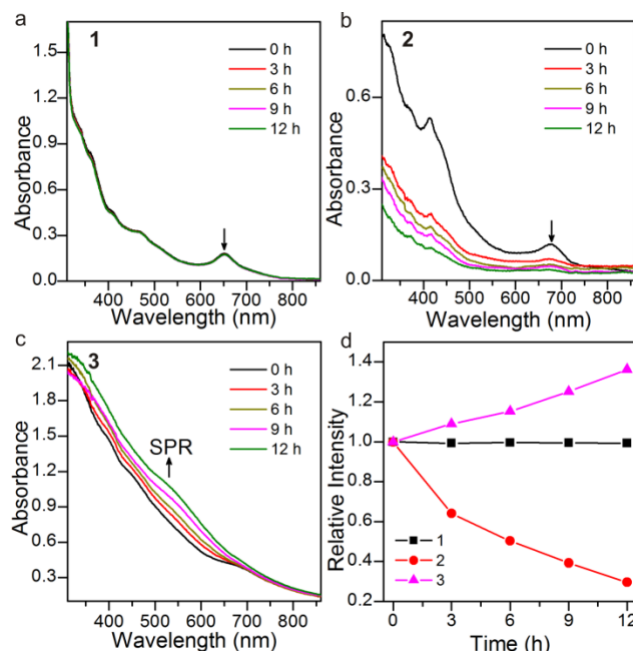 a
1
0 h
3 h
6 h
9 h
12 h
1.5
1.2
0.9
0.6
0.3
0.0
Absorbance
400 500 600 700 800
Wavelength (nm)
b
2
0 h
3 h
6 h
9 h
12 h
0.6
0.3
0.0
Absorbance
400 500 600 700 800
Wavelength (nm)
c
3
0 h
3 h
6 h
9 h
12 h
SPR
2.1
1.8
1.5
1.2
0.9
0.6
0.3
Absorbance
400 500 600 700 800
Wavelength (nm)
d
1.4
1.2
1.0
0.8
0.6
0.4
0.2
Relative Intensity
1
2
3
0 3 6 9 12
Time (h)